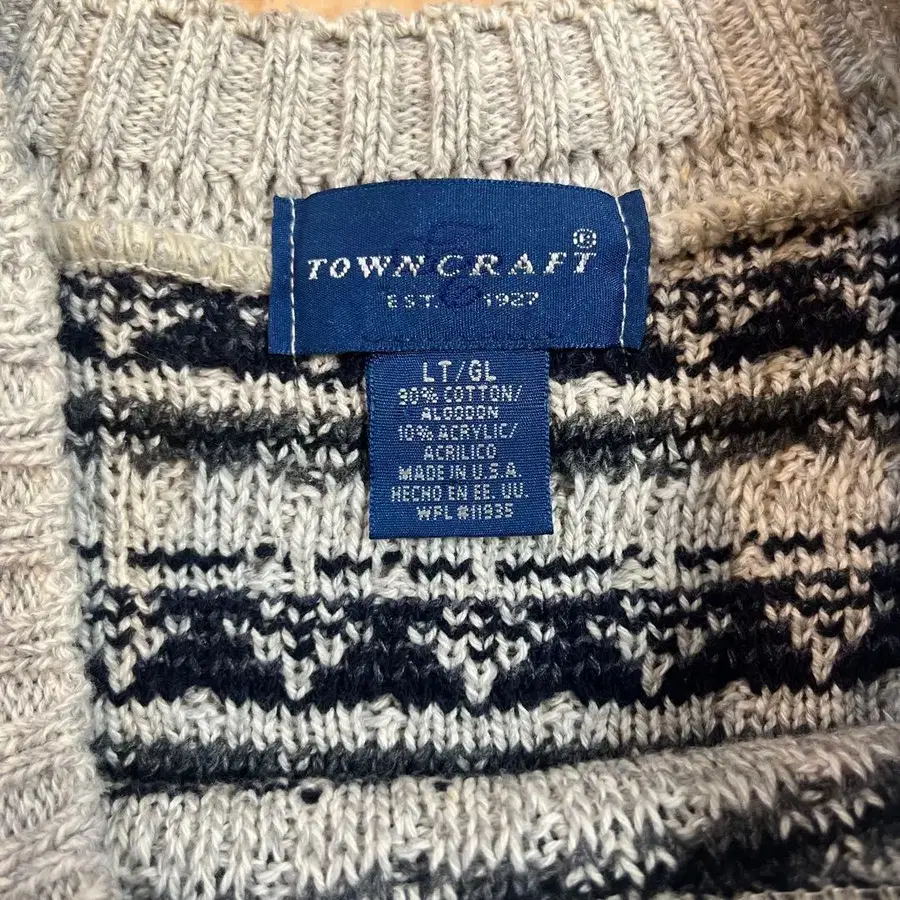 TOWNCRAFT®
EST. 1927
LT/GL
90% COTTON/
ALGODON
10% ACRYLIC/
ACRILICO
MADE IN U.S.A.
HECHO EN EE. UU.
WPL #11935